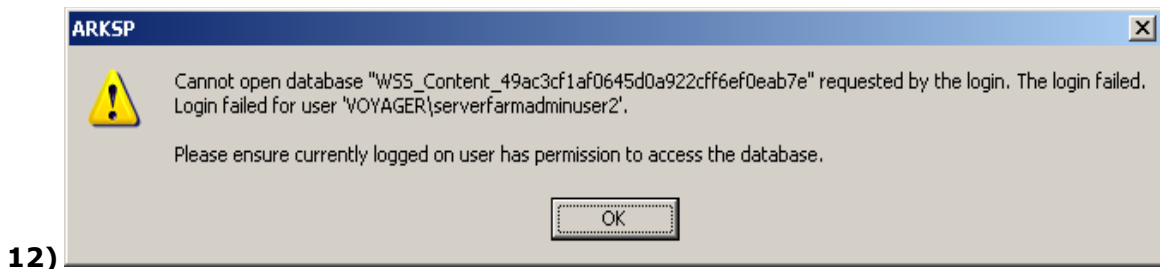 ARKSP
Cannot open database "WSS_Content_49ac3cf1af0645d0a922cff6ef0eab7e" requested by the login. The login failed.
Login failed for user 'VOYAGER\serverfarmadminuser2'.
Please ensure currently logged on user has permission to access the database.
OK
12)